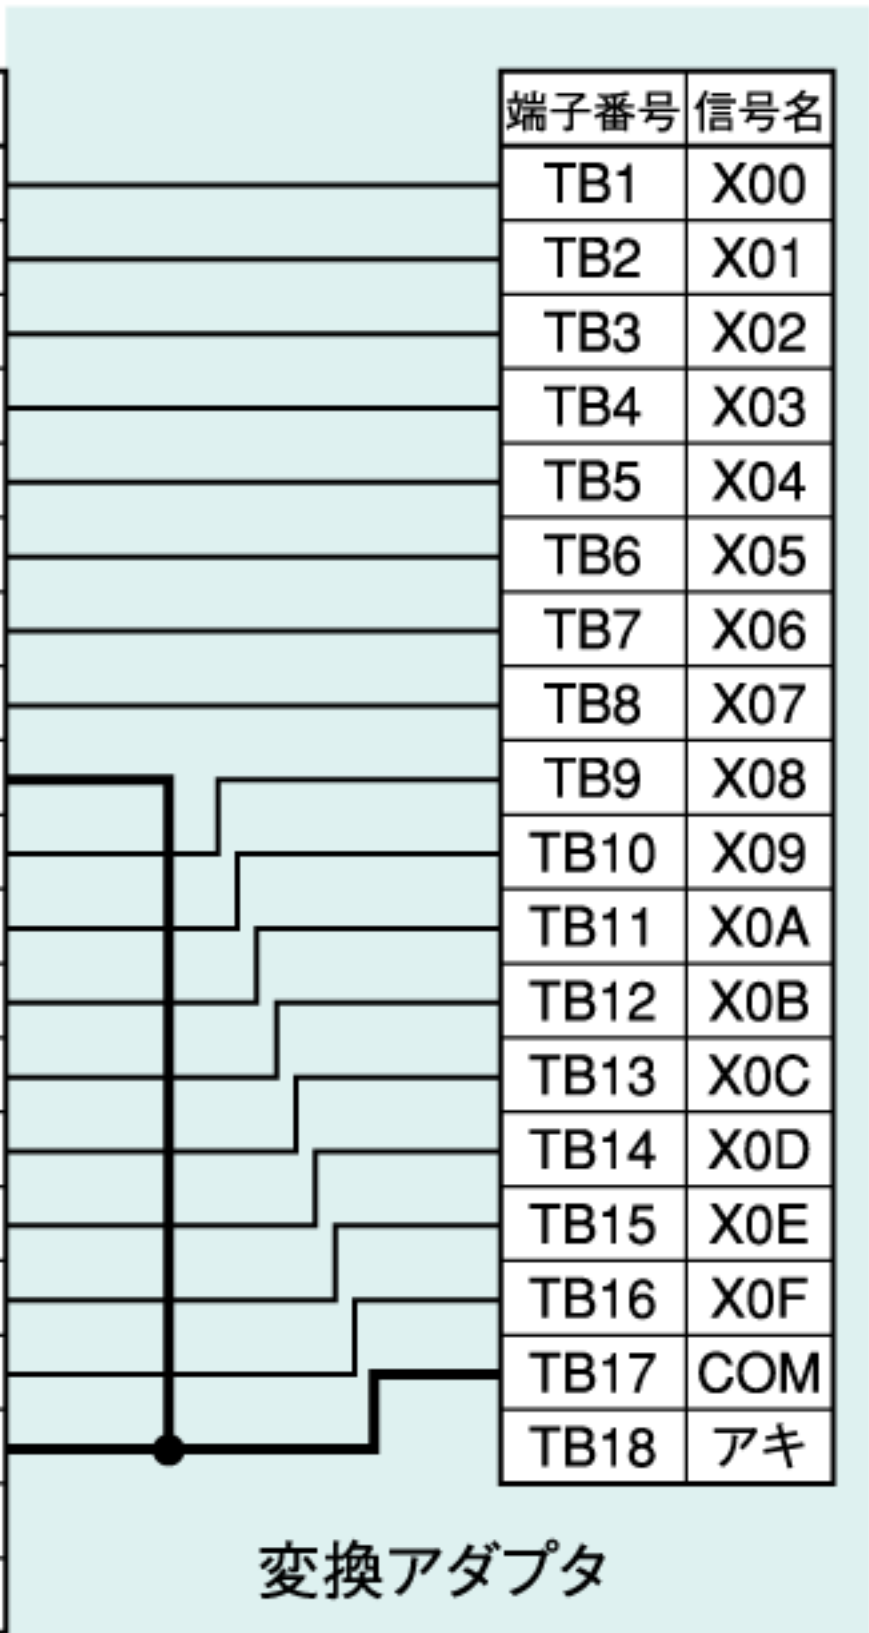 端子番号 信号名
TB1 X00
TB2 X01
TB3 X02
TB4 X03
TB5 X04
TB6 X05
TB7 X06
TB8 X07
TB9 X08
TB10 X09
TB11 X0A
TB12 X0B
TB13 X0C
TB14 X0D
TB15 X0E
TB16 X0F
TB17 COM
TB18 アキ
変換アダプタ